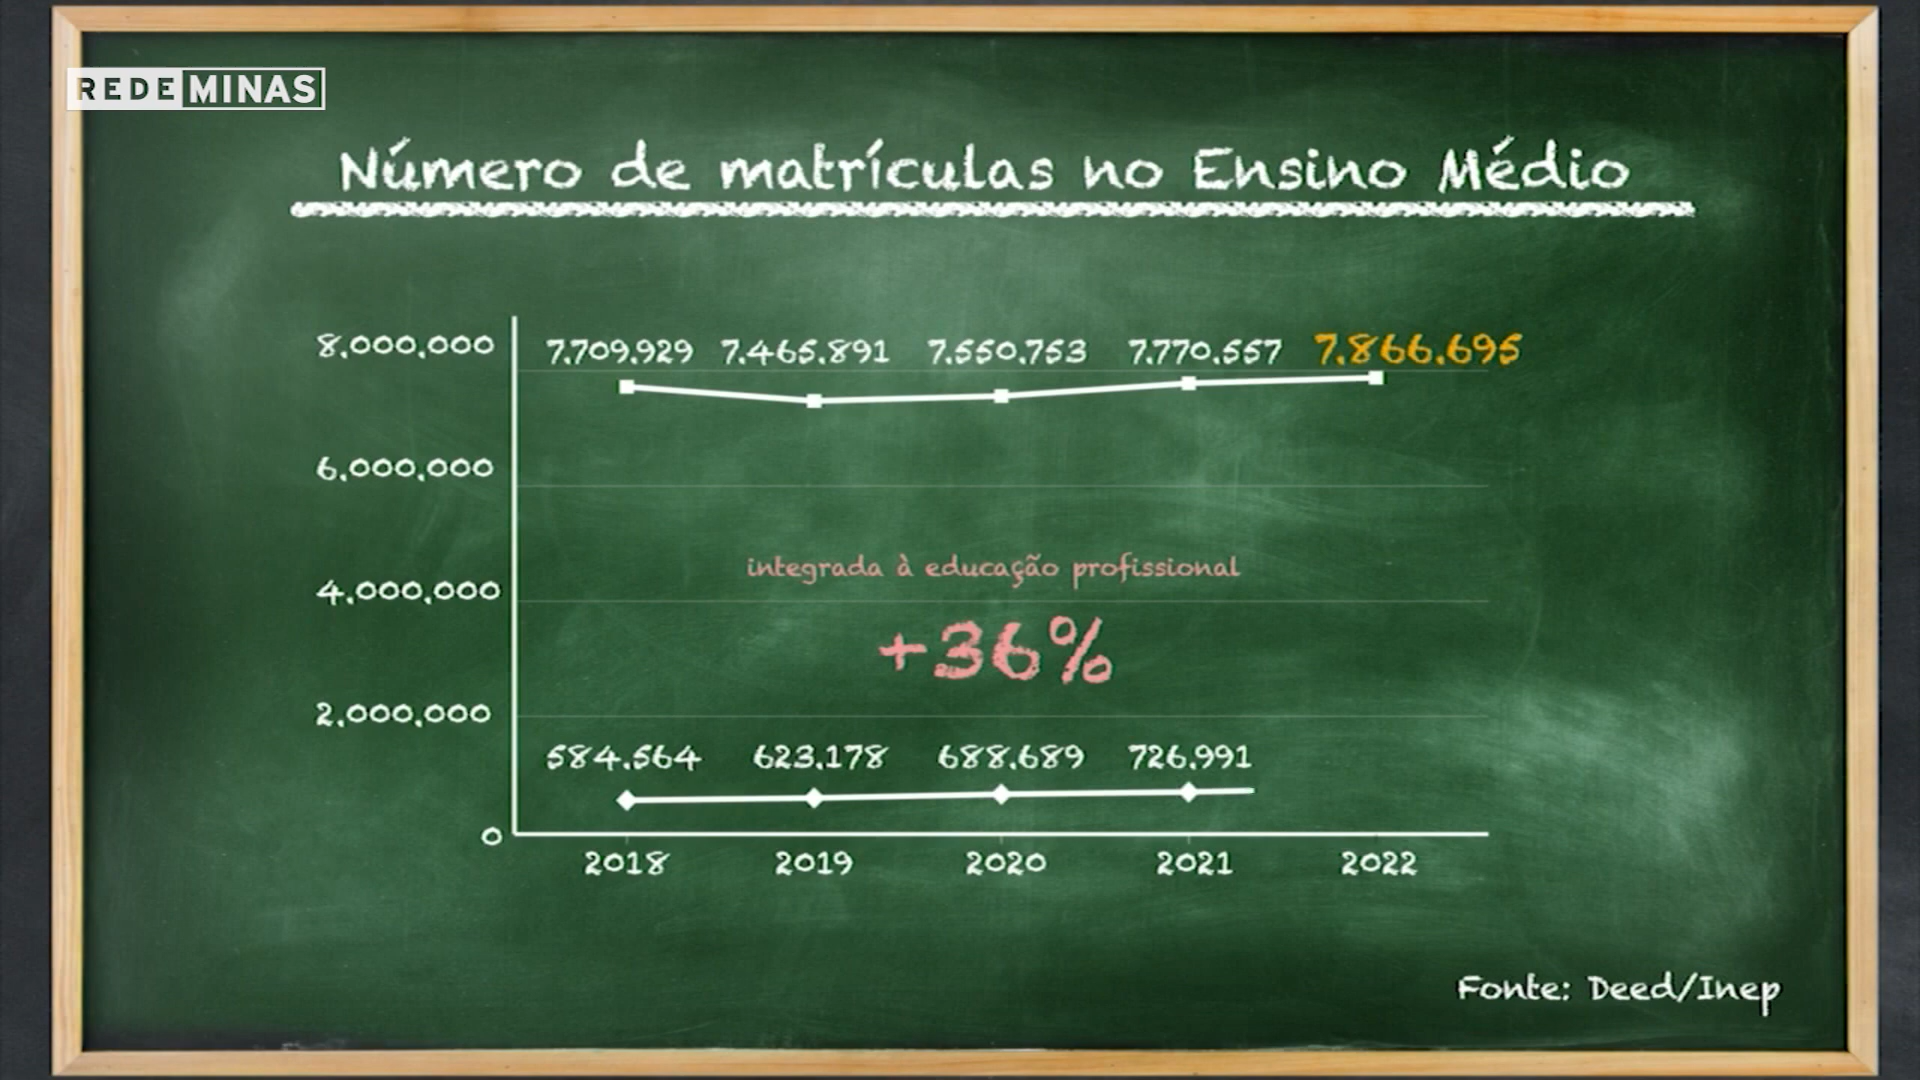 REDE MINAS
Número de matrículas no Ensino Médio
8.000.000
7.709.929 7.465.891 7.550.753 7.770.557 7.866.695
6.000.000
integrada à educação profissional
4.000.000
+36%
2.000.000
584.564 623.178 688.689 726.991
0
2018 2019 2020 2021 2022
Fonte: Deed/Inep